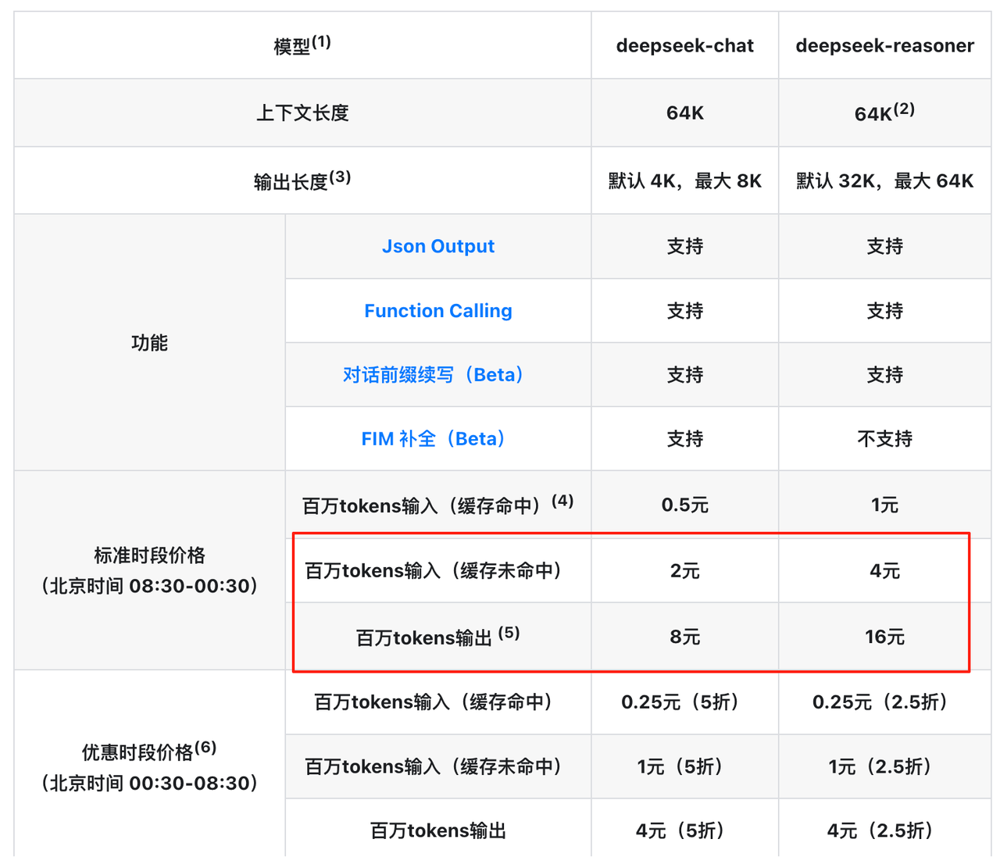 模型(1) deepseek-chat deepseek-reasoner
上下文长度 64K 64K(2)
输出长度(3) 默认 4K，最大 8K 默认 32K，最大 64K
功能
Json Output 支持 支持
Function Calling 支持 支持
对话前缀续写（Beta） 支持 支持
FIM 补全（Beta） 支持 不支持
标准时段价格
（北京时间 08:30-00:30）
百万tokens输入（缓存命中）(4) 0.5元 1元
百万tokens输入（缓存未命中） 2元 4元
百万tokens输出 (5) 8元 16元
优惠时段价格(6)
（北京时间 00:30-08:30）
百万tokens输入（缓存命中） 0.25元（5折） 0.25元（2.5折）
百万tokens输入（缓存未命中） 1元（5折） 1元（2.5折）
百万tokens输出 4元（5折） 4元（2.5折）